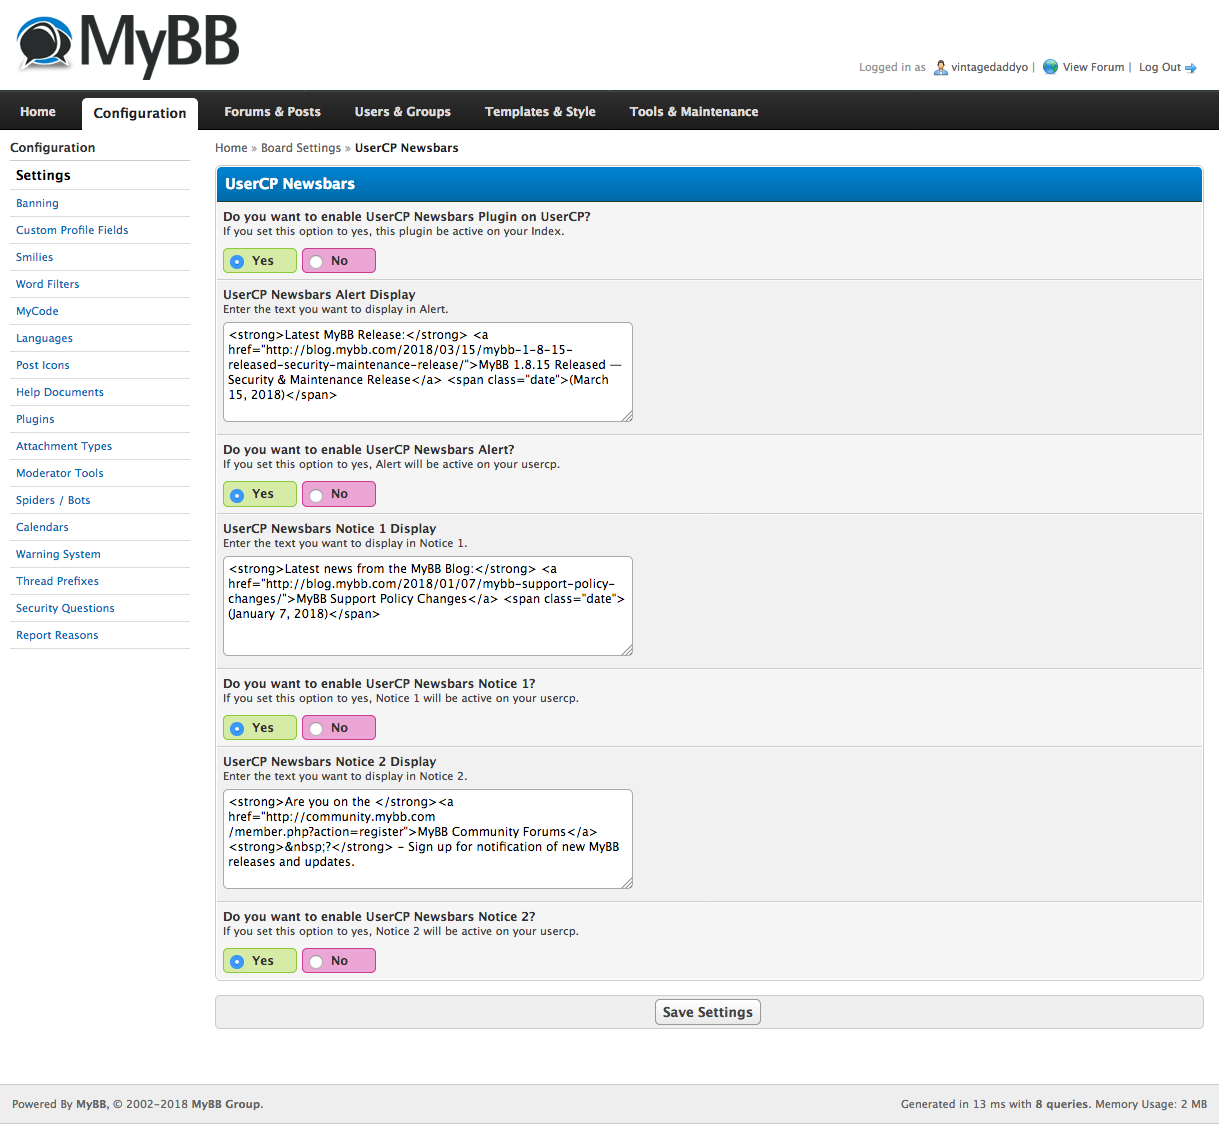 MyBB
Logged in as vintagedaddyo | View Forum | Log Out
Home Configuration Forums & Posts Users & Groups Templates & Style Tools & Maintenance
Configuration
Settings
Banning
Custom Profile Fields
Smilies
Word Filters
MyCode
Languages
Post Icons
Help Documents
Plugins
Attachment Types
Moderator Tools
Spiders / Bots
Calendars
Warning System
Thread Prefixes
Security Questions
Report Reasons
Home » Board Settings » UserCP Newsbars
UserCP Newsbars
Do you want to enable UserCP Newsbars Plugin on UserCP?
If you set this option to yes, this plugin be active on your Index.
Yes No
UserCP Newsbars Alert Display
Enter the text you want to display in Alert.
<strong>Latest MyBB Release:</strong> <a
href="http://blog.mybb.com/2018/03/15/mybb-1-8-15-
released-security-maintenance-release/">MyBB 1.8.15 Released —
Security & Maintenance Release</a> <span class="date">(March
15, 2018)</span>
Do you want to enable UserCP Newsbars Alert?
If you set this option to yes, Alert will be active on your usercp.
Yes No
UserCP Newsbars Notice 1 Display
Enter the text you want to display in Notice 1.
<strong>Latest news from the MyBB Blog:</strong> <a
href="http://blog.mybb.com/2018/01/07/mybb-support-policy-
changes/">MyBB Support Policy Changes</a> <span class="date">
(January 7, 2018)</span>
Do you want to enable UserCP Newsbars Notice 1?
If you set this option to yes, Notice 1 will be active on your usercp.
Yes No
UserCP Newsbars Notice 2 Display
Enter the text you want to display in Notice 2.
<strong>Are you on the </strong><a
href="http://community.mybb.com
/member.php?action=register">MyBB Community Forums</a>
<strong>&nbsp;?</strong> – Sign up for notification of new MyBB
releases and updates.
Do you want to enable UserCP Newsbars Notice 2?
If you set this option to yes, Notice 2 will be active on your usercp.
Yes No
Save Settings
Powered By MyBB, © 2002-2018 MyBB Group.
Generated in 13 ms with 8 queries. Memory Usage: 2 MB